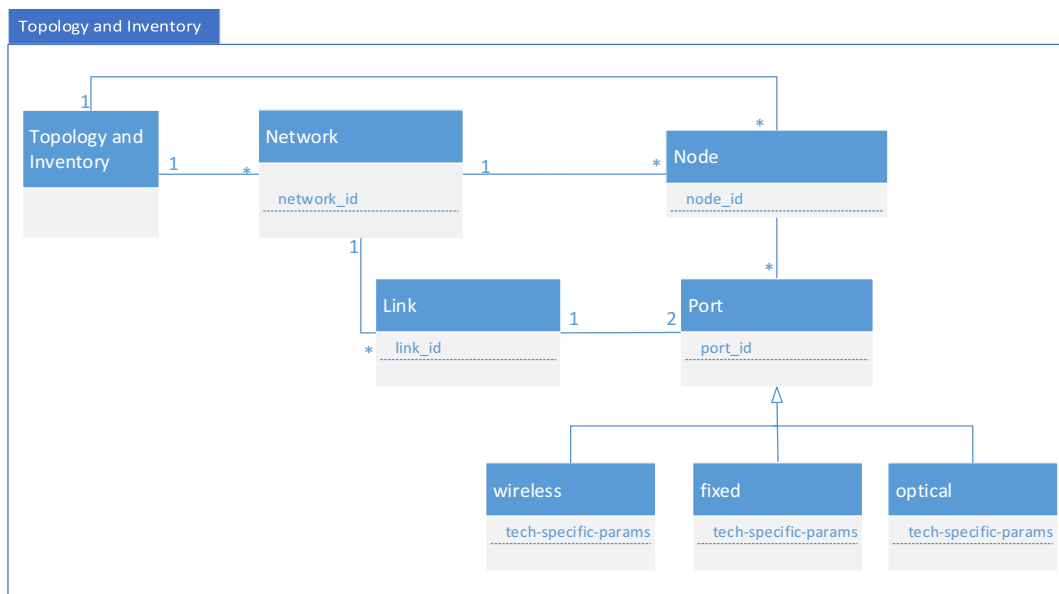 Topology and Inventory
1
*
Topology and
Inventory
1
*
Network
network_id
1
*
Node
node_id
1
*
*
Link
link_id
1
2
Port
port_id
wireless
tech-specific-params
fixed
tech-specific-params
optical
tech-specific-params